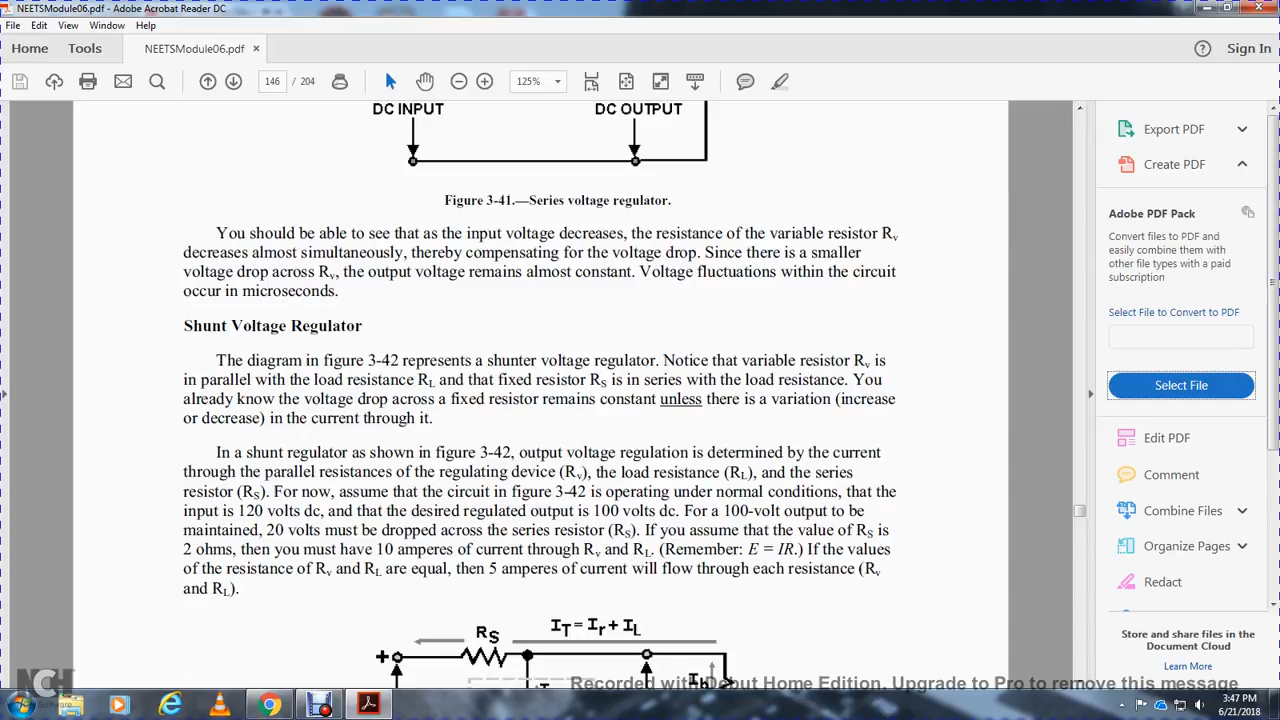 NEETSModule06.pdf - Adobe Acrobat Reader DC
File Edit View Window Help
Home Tools NEETSModule06.pdf × ? Sign In
146 / 204 125%
DC INPUT DC OUTPUT
Figure 3-41.—Series voltage regulator.
You should be able to see that as the input voltage decreases, the resistance of the variable resistor Rv
decreases almost simultaneously, thereby compensating for the voltage drop. Since there is a smaller
voltage drop across Rv, the output voltage remains almost constant. Voltage fluctuations within the circuit
occur in microseconds.
Shunt Voltage Regulator
The diagram in figure 3-42 represents a shunter voltage regulator. Notice that variable resistor Rv is
in parallel with the load resistance RL and that fixed resistor RS is in series with the load resistance. You
already know the voltage drop across a fixed resistor remains constant unless there is a variation (increase
or decrease) in the current through it.
In a shunt regulator as shown in figure 3-42, output voltage regulation is determined by the current
through the parallel resistances of the regulating device (Rv), the load resistance (RL), and the series
resistor (RS). For now, assume that the circuit in figure 3-42 is operating under normal conditions, that the
input is 120 volts dc, and that the desired regulated output is 100 volts dc. For a 100-volt output to be
maintained, 20 volts must be dropped across the series resistor (RS). If you assume that the value of RS is
2 ohms, then you must have 10 amperes of current through Rv and RL. (Remember: E = IR.) If the values
of the resistance of Rv and RL are equal, then 5 amperes of current will flow through each resistance (Rv
and RL).
RS IT = Ir + IL
+
Export PDF
Create PDF
Adobe PDF Pack
Convert files to PDF and
easily combine them with
other file types with a paid
subscription
Select File to Convert to PDF
Select File
Edit PDF
Comment
Combine Files
Organize Pages
Redact
Store and share files in the
Document Cloud
Learn More
NCH
Recorded with Debut Home Edition. Upgrade to Pro to remove this message
3:47 PM
6/21/2018